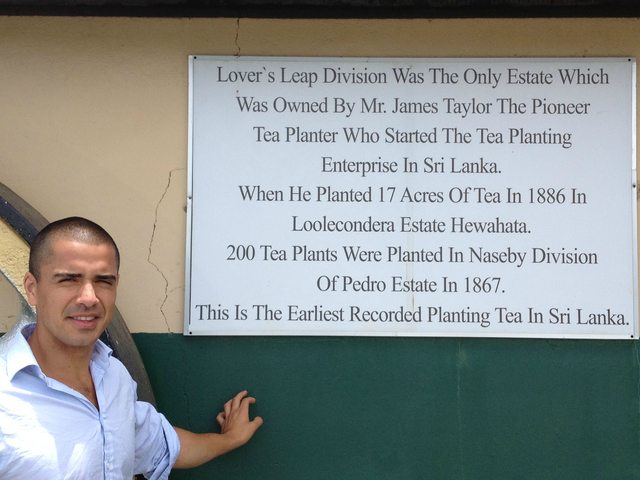 Lover`s Leap Division Was The Only Estate Which
Was Owned By Mr. James Taylor The Pioneer
Tea Planter Who Started The Tea Planting
Enterprise In Sri Lanka.
When He Planted 17 Acres Of Tea In 1886 In
Loolecondera Estate Hewahata.
200 Tea Plants Were Planted In Naseby Division
Of Pedro Estate In 1867.
This Is The Earliest Recorded Planting Tea In Sri Lanka.